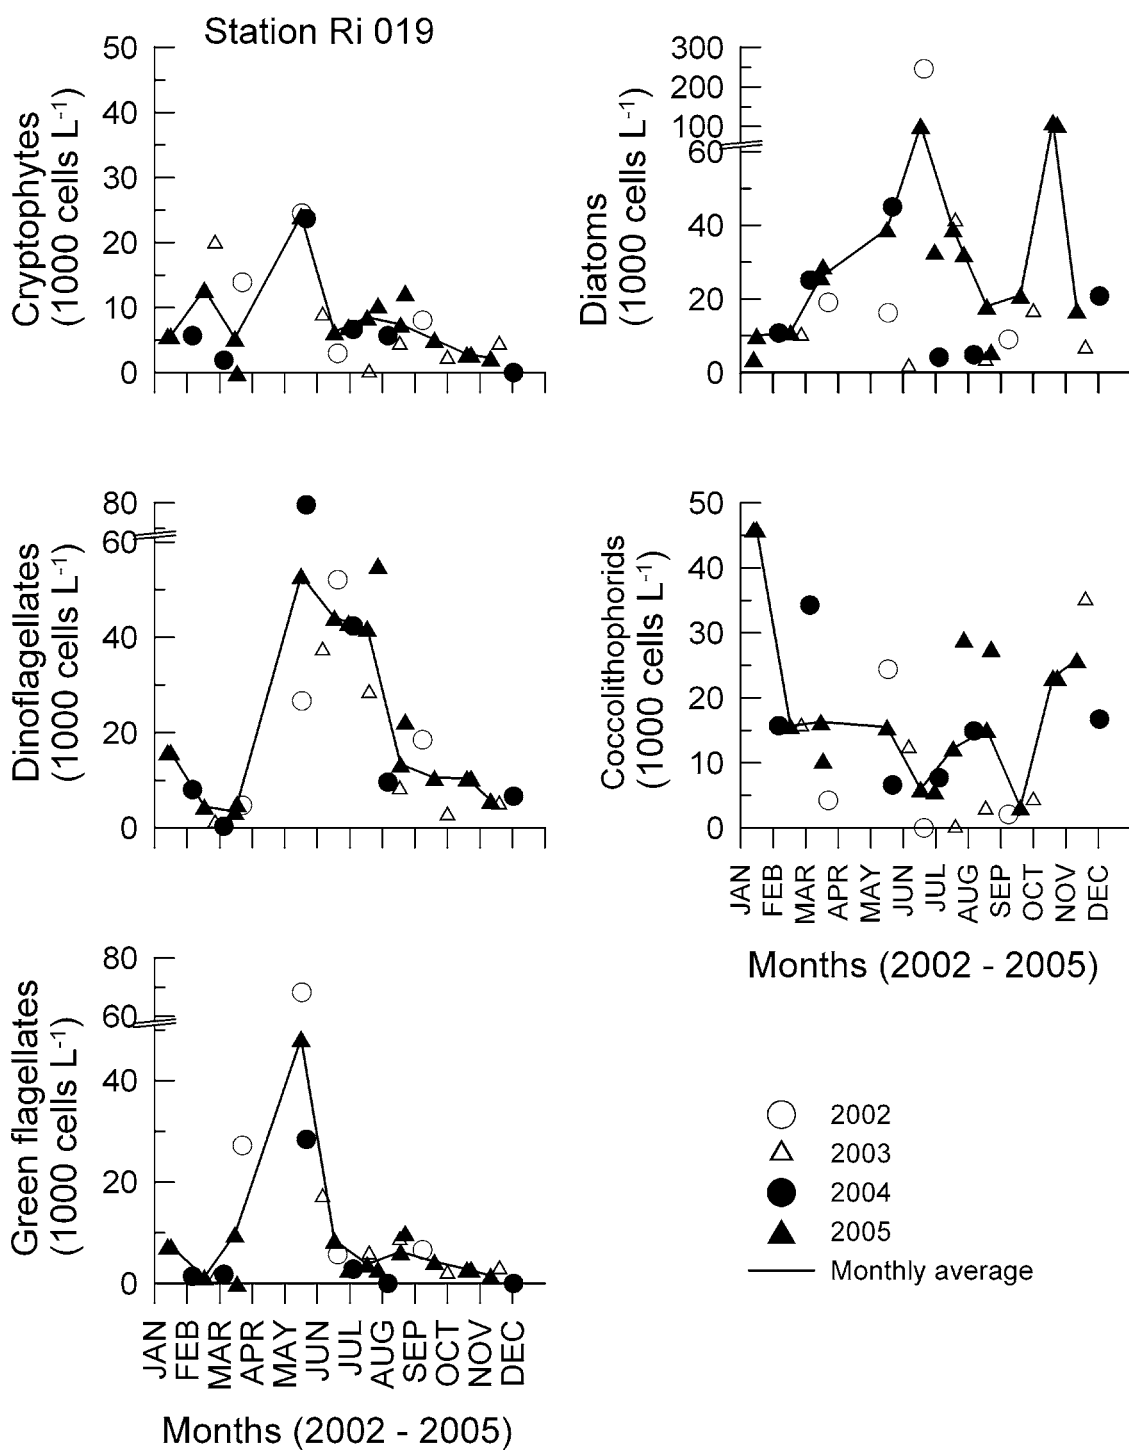 Station Ri 019
Cryptophytes
(1000 cells L-1)
50
40
30
20
10
0
Diatoms
(1000 cells L-1)
300
200
100
60
40
20
0
Dinoflagellates
(1000 cells L-1)
80
60
40
20
0
Coccolithophorids
(1000 cells L-1)
50
40
30
20
10
0
JAN
FEB
MAR
APR
MAY
JUN
JUL
AUG
SEP
OCT
NOV
DEC
Months (2002 - 2005)
Green flagellates
(1000 cells L-1)
80
60
40
20
0
JAN
FEB
MAR
APR
MAY
JUN
JUL
AUG
SEP
OCT
NOV
DEC
Months (2002 - 2005)
2002
2003
2004
2005
Monthly average